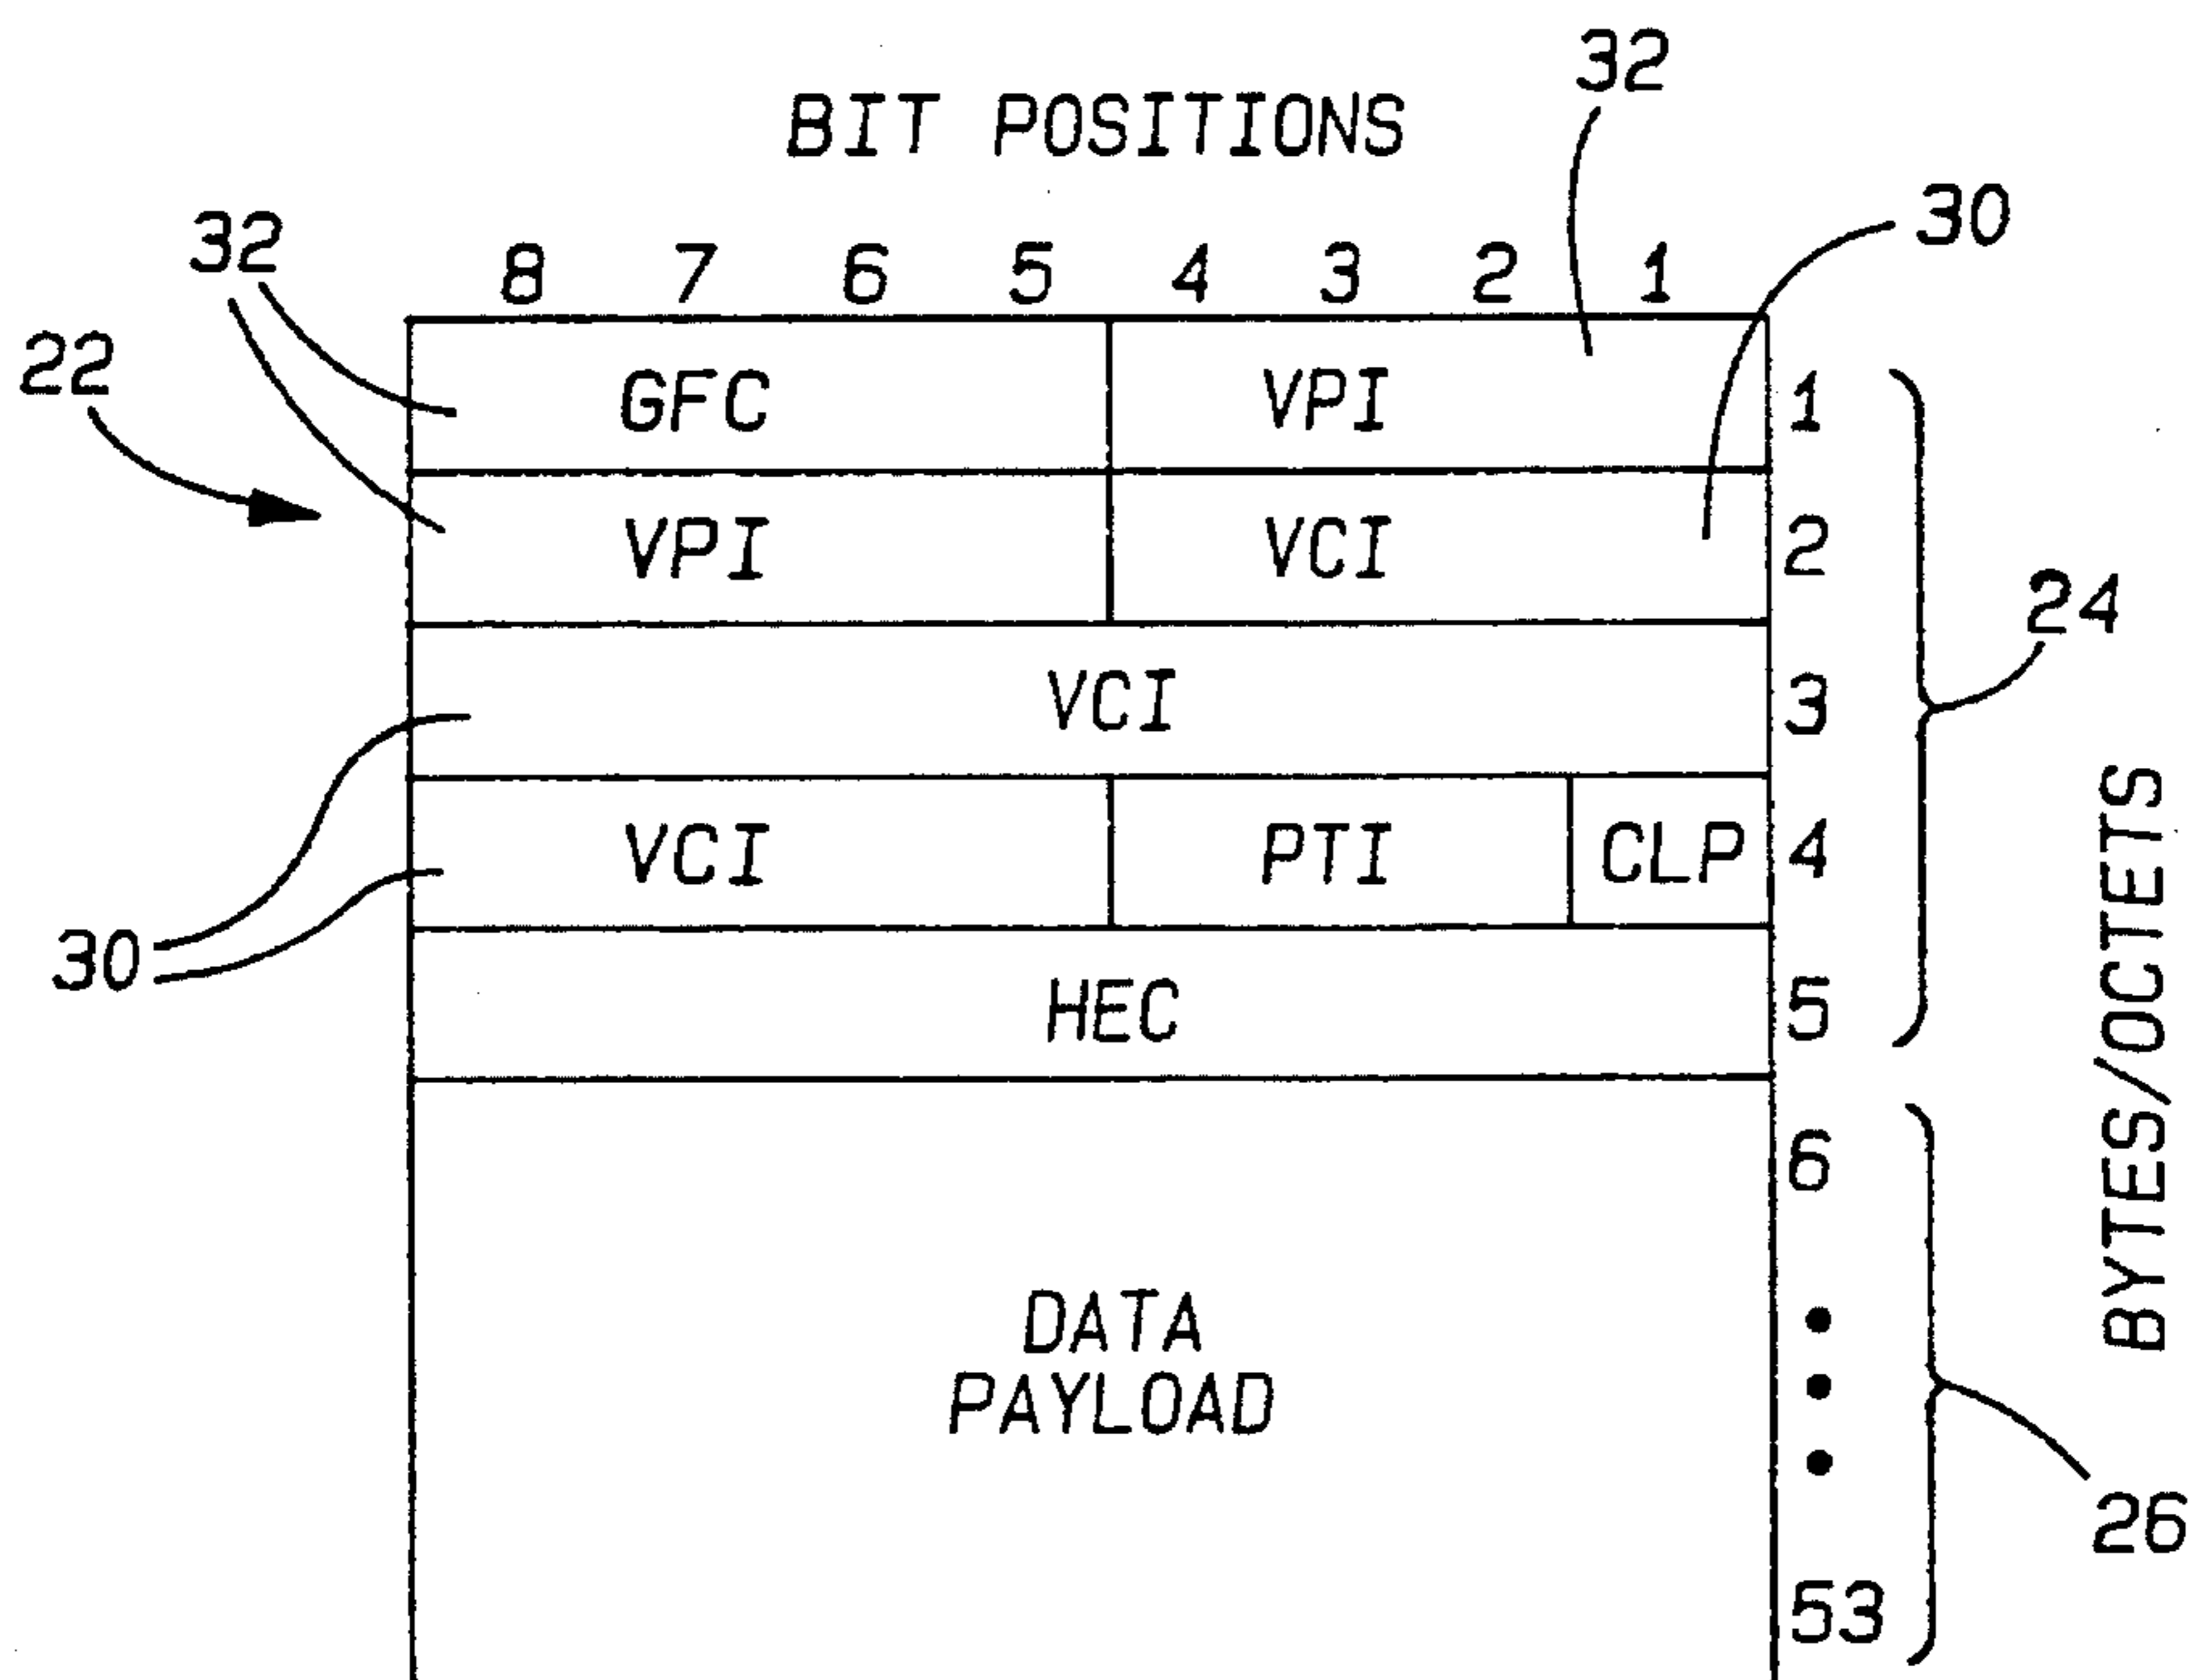 32
BIT POSITIONS
32
30
8 7 6 5 4 3 2 1
22
GFC VPI 1
VPI VCI 2
24
VCI 3
VCI PTI CLP 4
30
HEC 5
BYTES/OCTETS
6
DATA
PAYLOAD
26
53